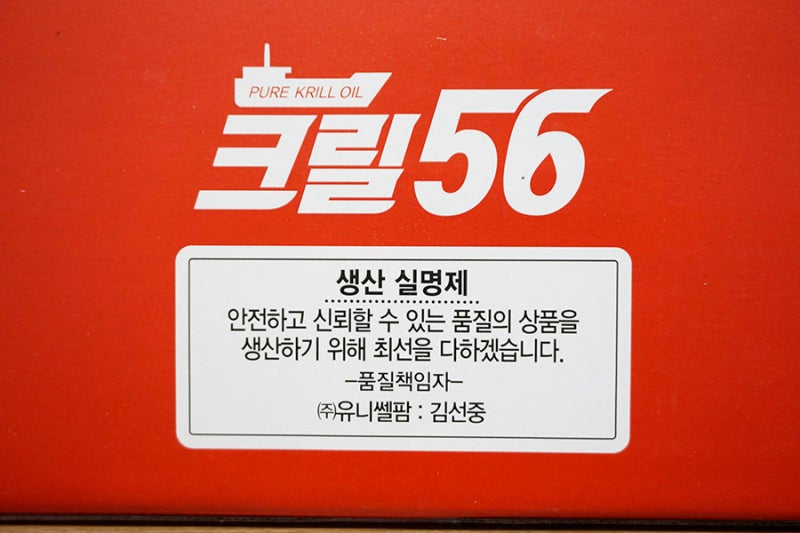 PURE KRILL OIL
크릴56
생산 실명제
안전하고 신뢰할 수 있는 품질의 상품을
생산하기 위해 최선을 다하겠습니다.
–품질책임자–
㈜유니쎌팜 : 김선중